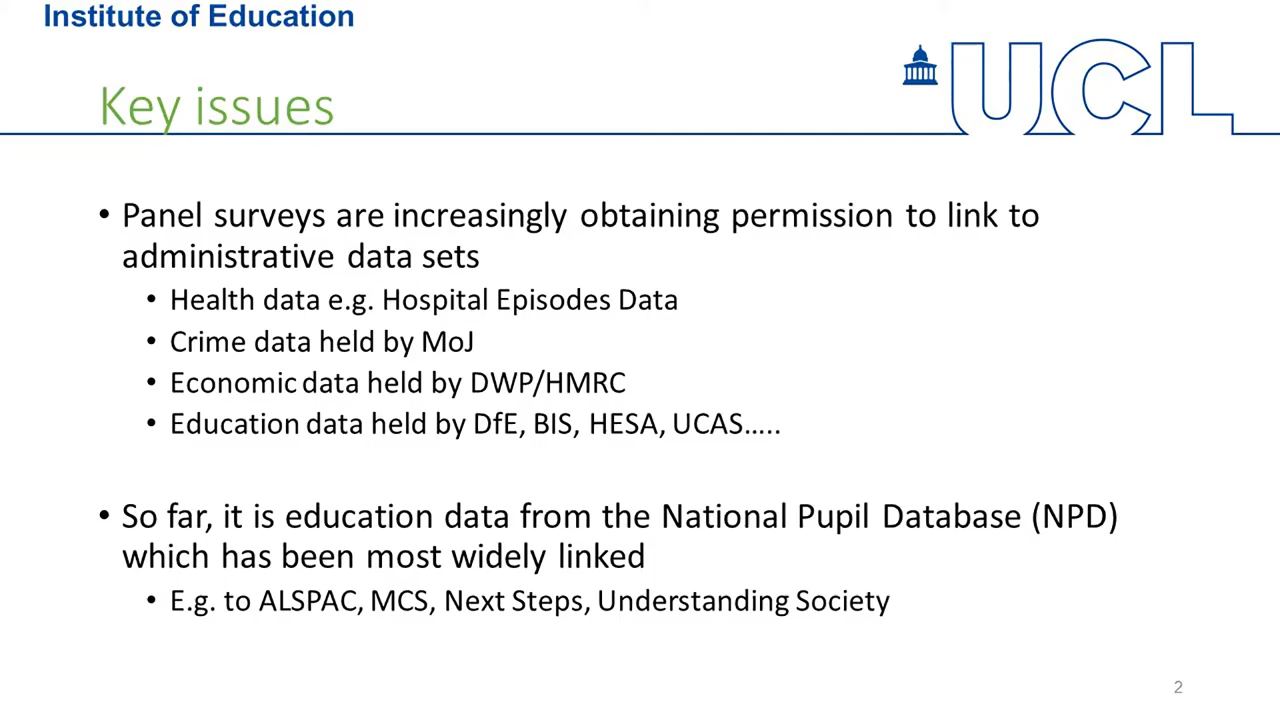 Institute of Education
UCL
Key issues
• Panel surveys are increasingly obtaining permission to link to
administrative data sets
• Health data e.g. Hospital Episodes Data
• Crime data held by MoJ
• Economic data held by DWP/HMRC
• Education data held by DfE, BIS, HESA, UCAS…..
• So far, it is education data from the National Pupil Database (NPD)
which has been most widely linked
• E.g. to ALSPAC, MCS, Next Steps, Understanding Society
2